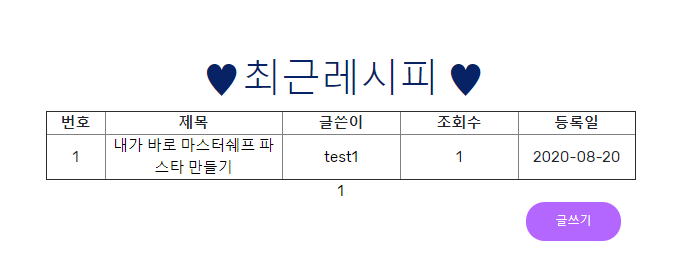 ♥최근레시피 ♥
번호 제목 글쓴이 조회수 등록일
1 내가 바로 마스터쉐프 파 test1 1 2020-08-20
스타 만들기
1
글쓰기